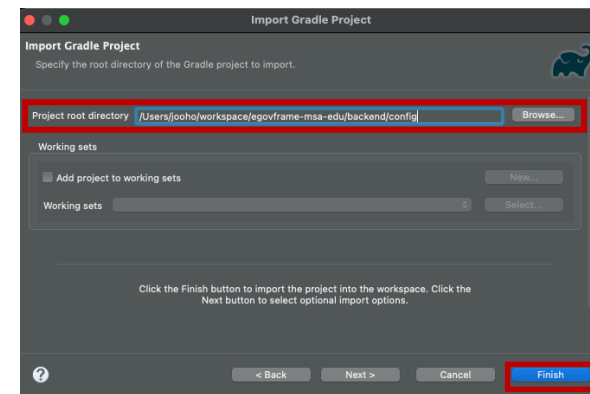 Import Gradle Project
Import Gradle Project
Specify the root directory of the Gradle project to import.
Project root directory /Users/jooho/workspace/egovframe-msa-edu/backend/config Browse...
Working sets
Add project to working sets New...
Working sets Select...
Click the Finish button to import the project into the workspace. Click the
Next button to select optional import options.
? < Back Next > Cancel Finish